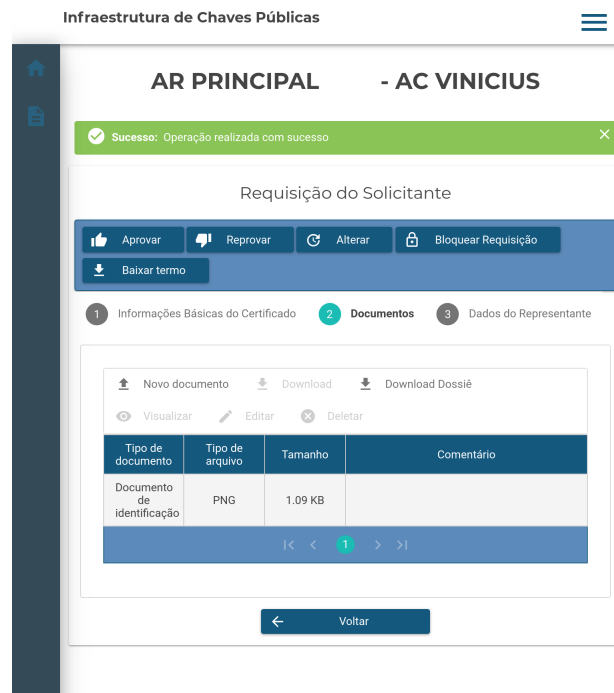 Infraestrutura de Chaves Públicas
AR PRINCIPAL - AC VINICIUS
Sucesso: Operação realizada com sucesso
Requisição do Solicitante
Aprovar Reprovar Alterar Bloquear Requisição
Baixar termo
1 Informações Básicas do Certificado 2 Documentos 3 Dados do Representante
Novo documento Download Download Dossiê
Visualizar Editar Deletar
Tipo de documento Tipo de arquivo Tamanho Comentário
Documento de identificação PNG 1.09 KB
1
Voltar